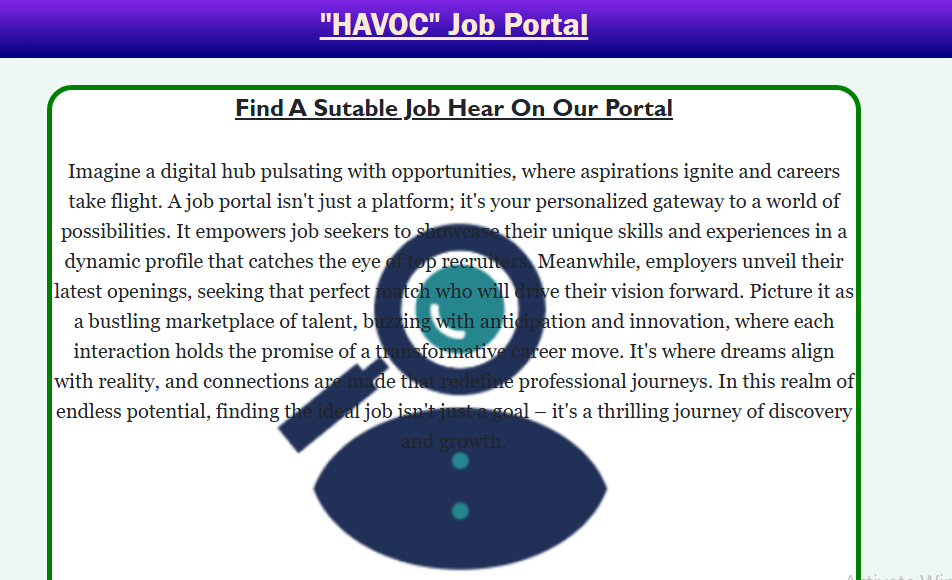 "HAVOC" Job Portal
Find A Sutable Job Hear On Our Portal
Imagine a digital hub pulsating with opportunities, where aspirations ignite and careers
take flight. A job portal isn't just a platform; it's your personalized gateway to a world of
possibilities. It empowers job seekers to showcase their unique skills and experiences in a
dynamic profile that catches the eye of top recruiters. Meanwhile, employers unveil their
latest openings, seeking that perfect match who will drive their vision forward. Picture it as
a bustling marketplace of talent, buzzing with anticipation and innovation, where each
interaction holds the promise of a transformative career move. It's where dreams align
with reality, and connections are made that redefine professional journeys. In this realm of
endless potential, finding the ideal job isn't just a goal – it's a thrilling journey of discovery
and growth.